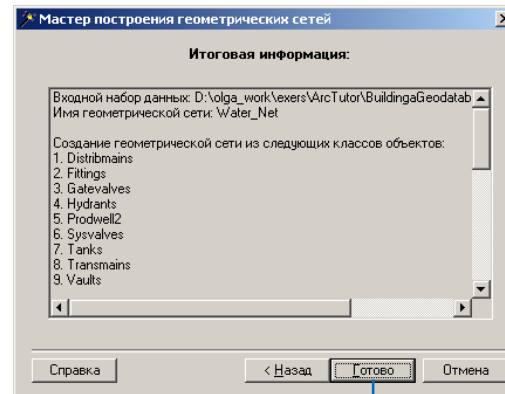 Мастер построения геометрических сетей
Итоговая информация:
Входной набор данных: D:\olga_work\exers\ArcTutor\BuildingaGeodatab
Имя геометрической сети: Water_Net
Создание геометрической сети из следующих классов объектов:
1. Distribmains
2. Fittings
3. Gatevalves
4. Hydrants
5. Prodwell2
6. Sysvalves
7. Tanks
8. Transmains
9. Vaults
Справка
< Назад
Готово
Отмена